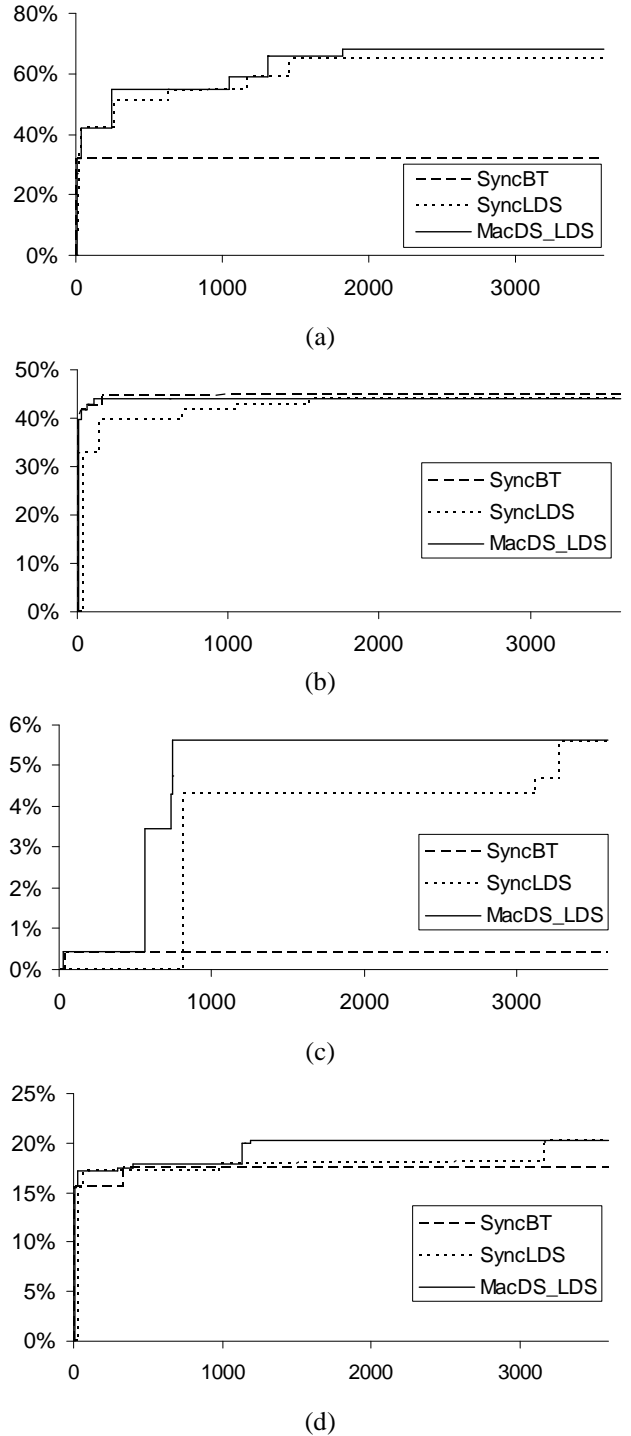 80%
60%
40%
20%
0%
SyncBT
SyncLDS
MacDS_LDS
0 1000 2000 3000
(a)
50%
40%
30%
20%
10%
0%
SyncBT
SyncLDS
MacDS_LDS
0 1000 2000 3000
(b)
6%
5%
4%
3%
2%
1%
0%
SyncBT
SyncLDS
MacDS_LDS
0 1000 2000 3000
(c)
25%
20%
15%
10%
5%
0%
SyncBT
SyncLDS
MacDS_LDS
0 1000 2000 3000
(d)